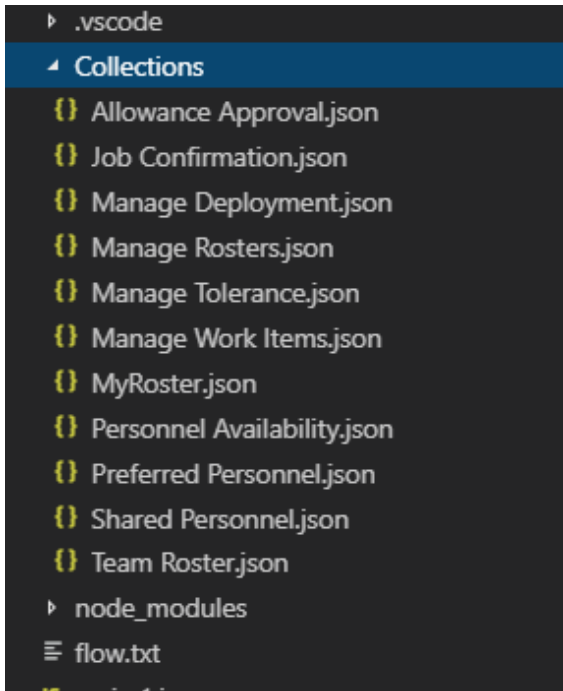 .vscode
Collections
{} Allowance Approval.json
{} Job Confirmation.json
{} Manage Deployment.json
{} Manage Rosters.json
{} Manage Tolerance.json
{} Manage Work Items.json
{} MyRoster.json
{} Personnel Availability.json
{} Preferred Personnel.json
{} Shared Personnel.json
{} Team Roster.json
node_modules
flow.txt